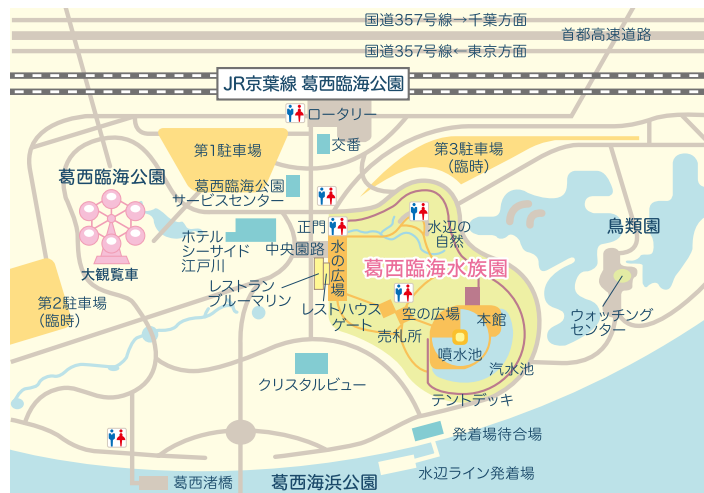 国道357号線→千葉方面
首都高速道路
国道357号線←東京方面
JR京葉線 葛西臨海公園
ロータリー
交番
第1駐車場
第3駐車場
（臨時）
葛西臨海公園
葛西臨海公園
サービスセンター
正門
水辺の
自然
鳥類園
ホテル
シーサイド
江戸川
中央園路
水の広場
大観覧車
葛西臨海水族園
レストラン
ブルーマリン
第2駐車場
（臨時）
レストハウス
ゲート
空の広場
本館
ウォッチング
センター
売札所
噴水池
汽水池
クリスタルビュー
テントデッキ
発着場待合場
水辺ライン発着場
葛西渚橋
葛西海浜公園